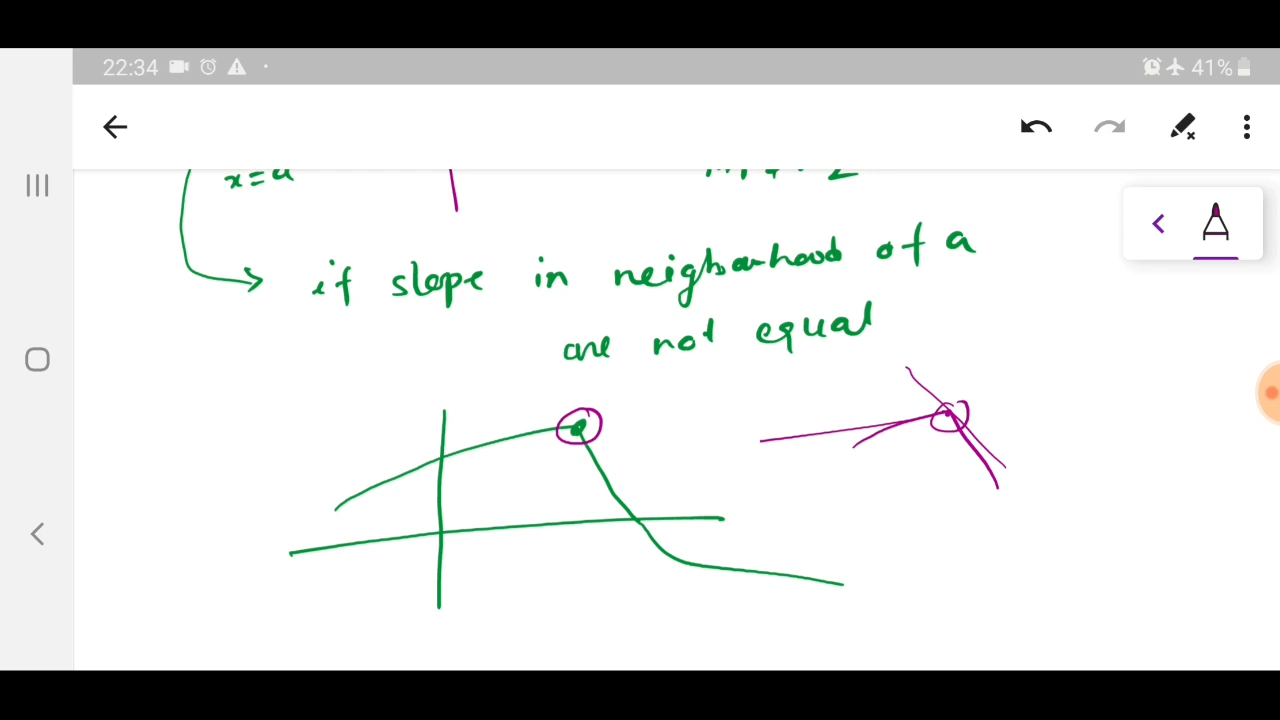 22:34
41%
x=a
if slope in neighborhood of a
are not equal